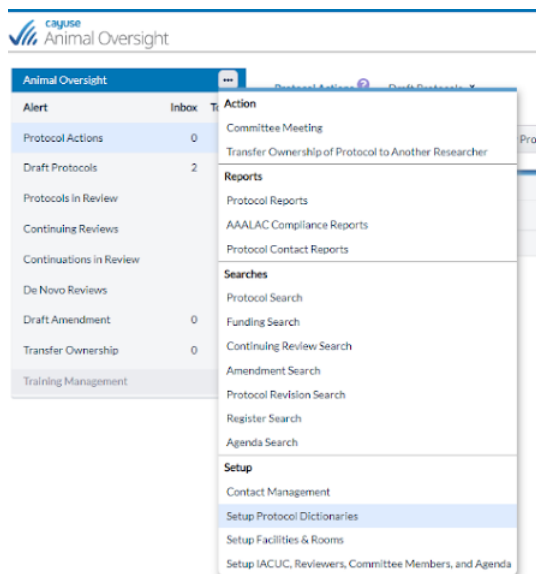 cayuse
Animal Oversight
Animal Oversight
Alert Inbox
Protocol Actions 0
Draft Protocols 2
Protocols in Review
Continuing Reviews
Continuations in Review
De Novo Reviews
Draft Amendment 0
Transfer Ownership 0
Training Management
Protocol Actions ? Draft Protocols
Action
Committee Meeting
Transfer Ownership of Protocol to Another Researcher
Reports
Protocol Reports
AAALAC Compliance Reports
Protocol Contact Reports
Searches
Protocol Search
Funding Search
Continuing Review Search
Amendment Search
Protocol Revision Search
Register Search
Agenda Search
Setup
Contact Management
Setup Protocol Dictionaries
Setup Facilities & Rooms
Setup IACUC, Reviewers, Committee Members, and Agenda